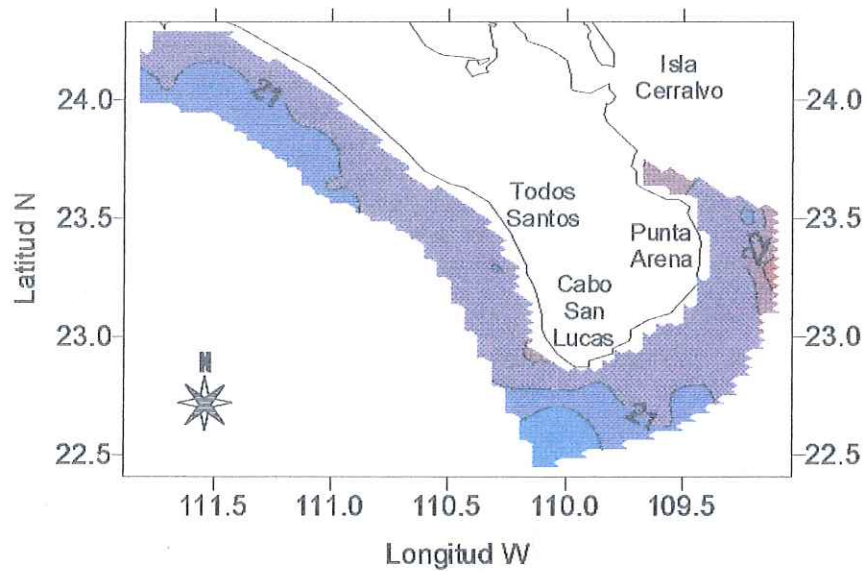 24.0
23.5
23.0
22.5
24.0
23.5
23.0
22.5
Latitud N
21
Isla
Cerralvo
Todos
Santos
Punta
Arena
22
Cabo
San
Lucas
N
21
111.5 111.0 110.5 110.0 109.5
Longitud W